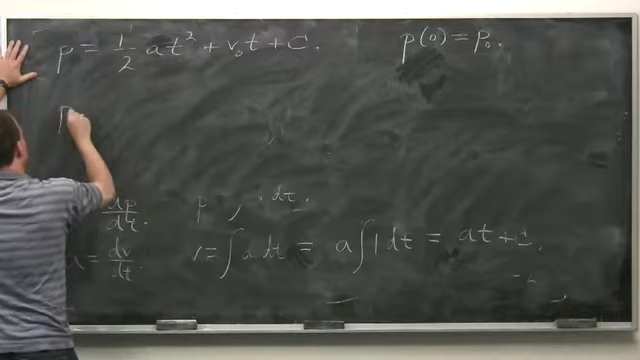 p = 1/2 at² + v₀t + C.
p(0) = p₀.
p
dp/dt. p , dt.
dv/dt. v = ∫ a dt = a ∫ 1 dt = at + C.